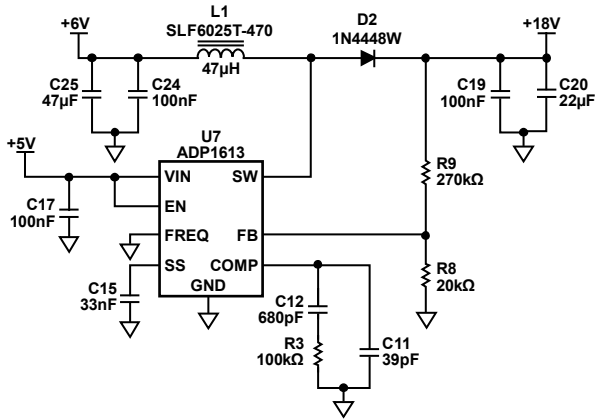 +6V
L1
SLF6025T-470
47µH
D2
1N4448W
+18V
C25
47µF
C24
100nF
C19
100nF
C20
22µF
+5V
U7
ADP1613
VIN
SW
EN
R9
270kΩ
C17
100nF
FREQ
FB
SS
COMP
GND
R8
20kΩ
C15
33nF
C12
680pF
R3
100kΩ
C11
39pF